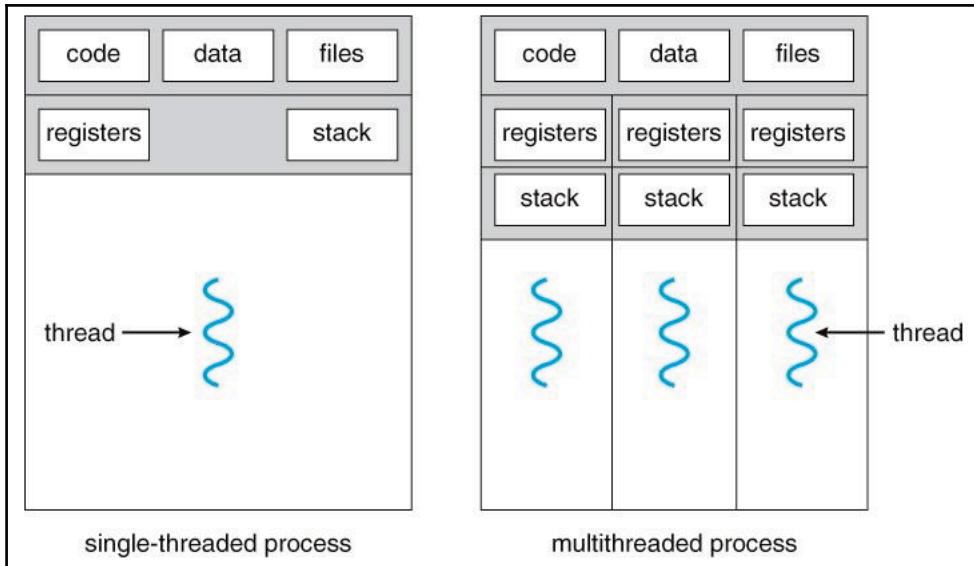 code data files
registers stack
thread
single-threaded process
code data files
registers registers registers
stack stack stack
thread
multithreaded process